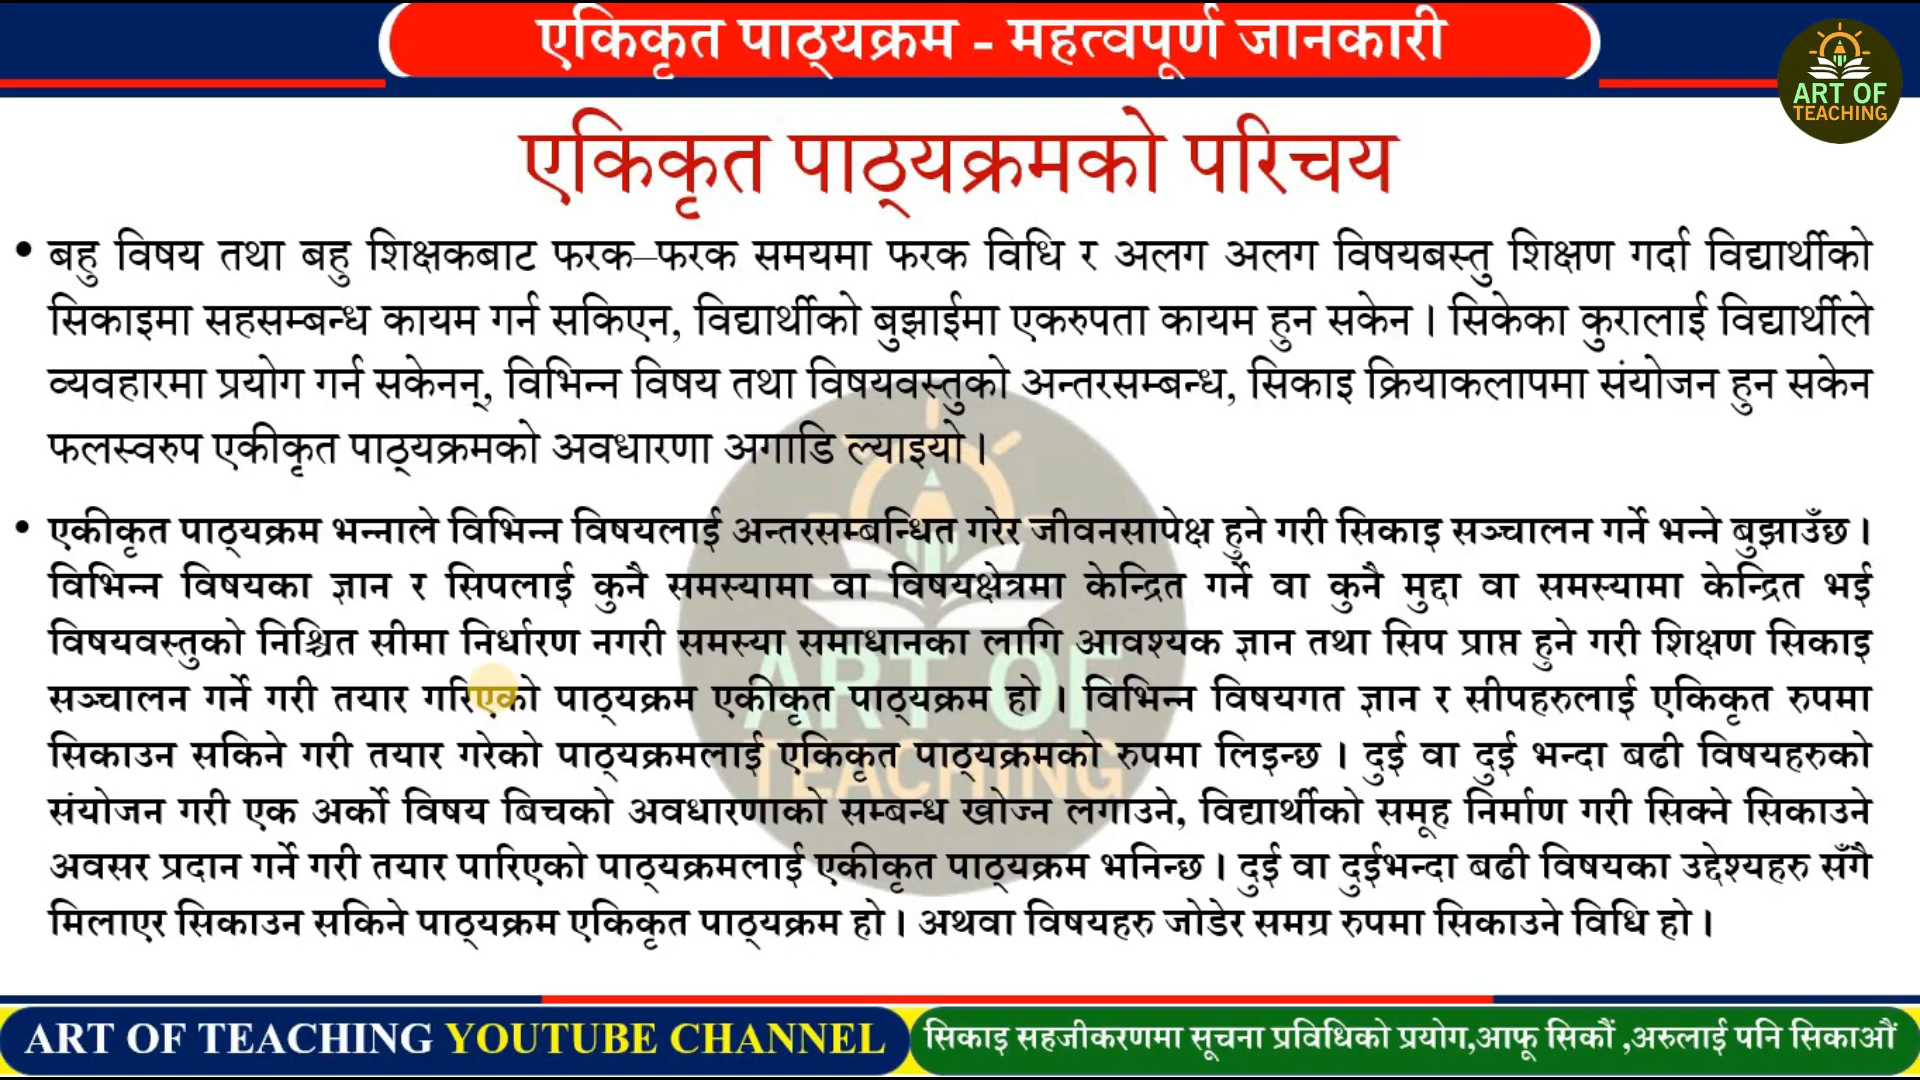 एकिकृत पाठ्यक्रम - महत्वपूर्ण जानकारी
ART OF
TEACHING
एकिकृत पाठ्यक्रमको परिचय
• बहु विषय तथा बहु शिक्षकबाट फरक–फरक समयमा फरक विधि र अलग अलग विषयबस्तु शिक्षण गर्दा विद्यार्थीको
सिकाइमा सहसम्बन्ध कायम गर्न सकिएन, विद्यार्थीको बुझाईमा एकरुपता कायम हुन सकेन । सिकेका कुरालाई विद्यार्थीले
व्यवहारमा प्रयोग गर्न सकेनन्, विभिन्न विषय तथा विषयवस्तुको अन्तरसम्बन्ध, सिकाइ क्रियाकलापमा संयोजन हुन सकेन
फलस्वरुप एकीकृत पाठ्यक्रमको अवधारणा अगाडि ल्याइयो ।
• एकीकृत पाठ्यक्रम भन्नाले विभिन्न विषयलाई अन्तरसम्बन्धित गरेर जीवनसापेक्ष हुने गरी सिकाइ सञ्चालन गर्ने भन्ने बुझाउँछ ।
विभिन्न विषयका ज्ञान र सिपलाई कुनै समस्यामा वा विषयक्षेत्रमा केन्द्रित गर्ने वा कुनै मुद्दा वा समस्यामा केन्द्रित भई
विषयवस्तुको निश्चित सीमा निर्धारण नगरी समस्या समाधानका लागि आवश्यक ज्ञान तथा सिप प्राप्त हुने गरी शिक्षण सिकाइ
सञ्चालन गर्ने गरी तयार गरिएको पाठ्यक्रम एकीकृत पाठ्यक्रम हो । विभिन्न विषयगत ज्ञान र सीपहरुलाई एकिकृत रुपमा
सिकाउन सकिने गरी तयार गरेको पाठ्यक्रमलाई एकिकृत पाठ्यक्रमको रुपमा लिइन्छ । दुई वा दुई भन्दा बढी विषयहरुको
संयोजन गरी एक अर्को विषय बिचको अवधारणाको सम्बन्ध खोज्न लगाउने, विद्यार्थीको समूह निर्माण गरी सिक्ने सिकाउने
अवसर प्रदान गर्ने गरी तयार पारिएको पाठ्यक्रमलाई एकीकृत पाठ्यक्रम भनिन्छ । दुई वा दुईभन्दा बढी विषयका उद्देश्यहरु सँगै
मिलाएर सिकाउन सकिने पाठ्यक्रम एकिकृत पाठ्यक्रम हो । अथवा विषयहरु जोडेर समग्र रुपमा सिकाउने विधि हो ।
ART OF
TEACHING
ART OF TEACHING YOUTUBE CHANNEL
सिकाइ सहजीकरणमा सूचना प्रविधिको प्रयोग,आफू सिकौं ,अरुलाई पनि सिकाऔं